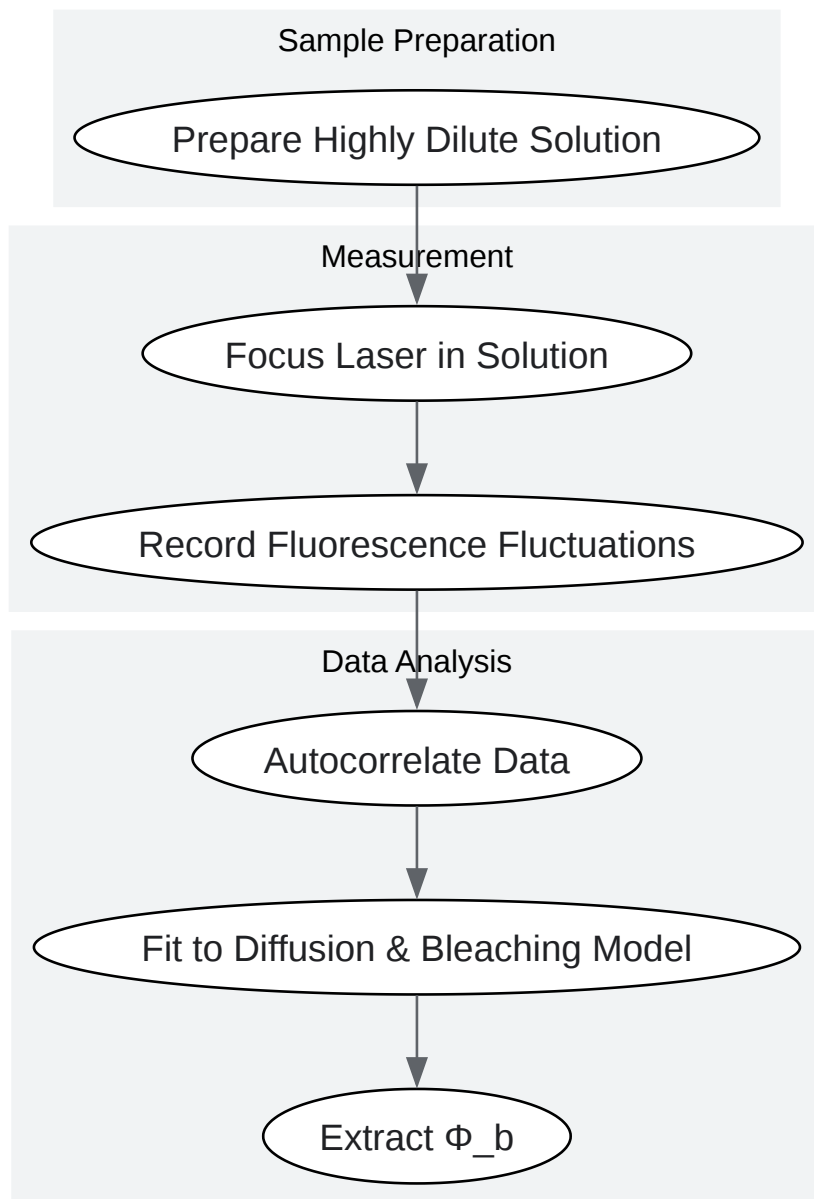 Sample Preparation
Prepare Highly Dilute Solution
Measurement
Focus Laser in Solution
Record Fluorescence Fluctuations
Data Analysis
Autocorrelate Data
Fit to Diffusion & Bleaching Model
Extract Φ_b